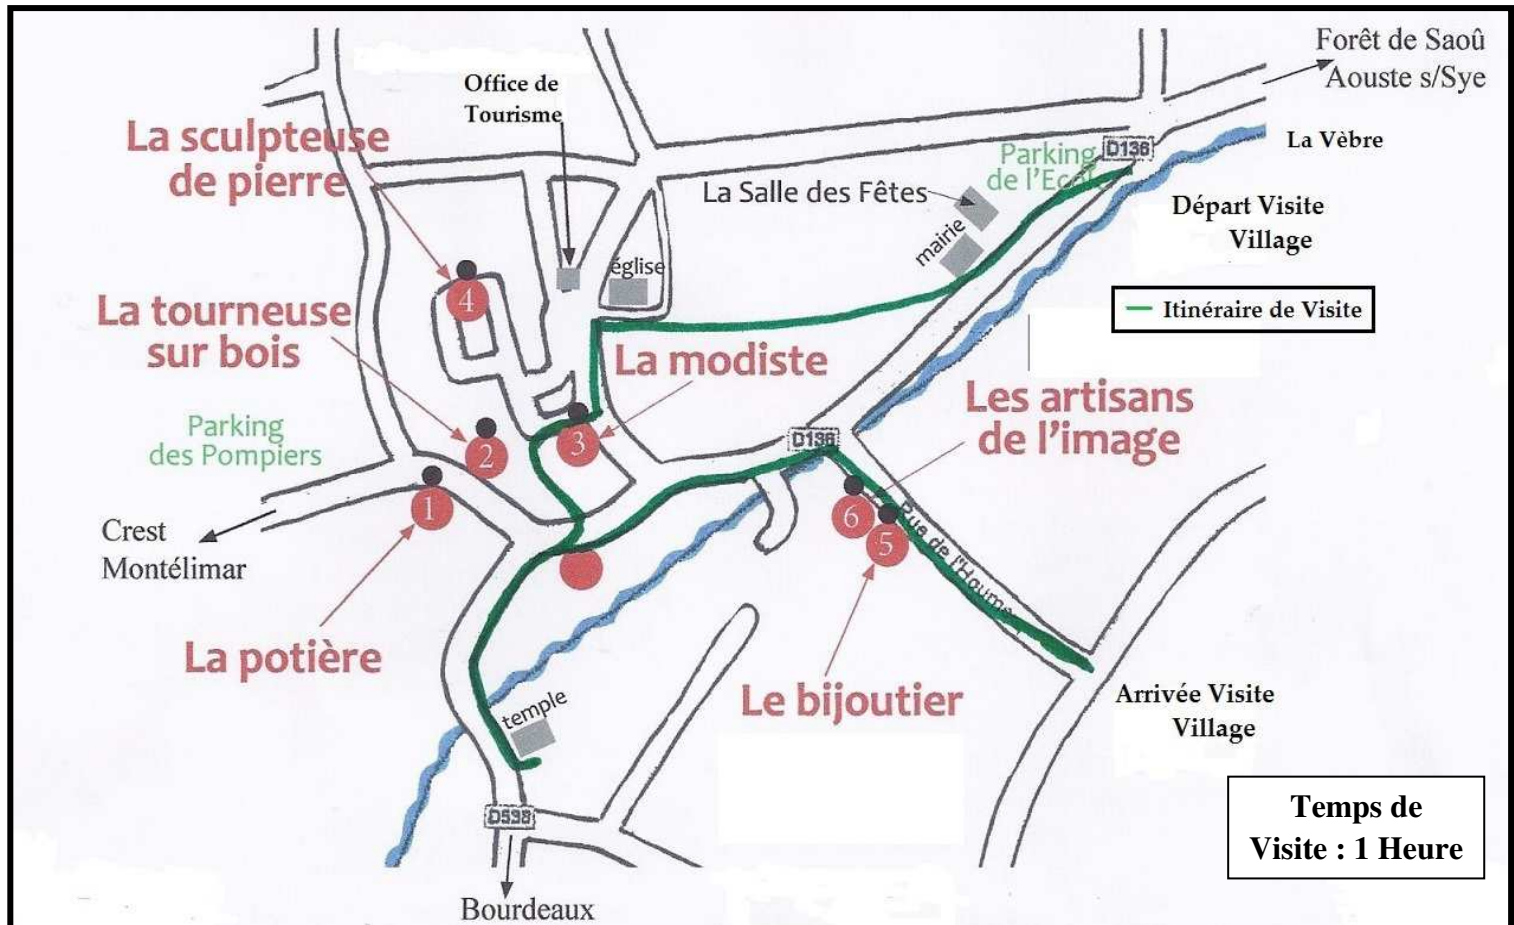 Forêt de Saoû
Aouste s/Sye
Office de
Tourisme
La sculpteuse
de pierre
D136
La Vèbre
Parking
de l'Ecole
La Salle des Fêtes
Départ Visite
Village
mairie
église
4
Itinéraire de Visite
La tourneuse
sur bois
La modiste
Les artisans
de l'image
Parking
des Pompiers
2
3
D136
1
6
5
Rue de l'Houme
Crest
Montélimar
La potière
Le bijoutier
temple
Arrivée Visite
Village
D538
Temps de
Visite : 1 Heure
Bourdeaux